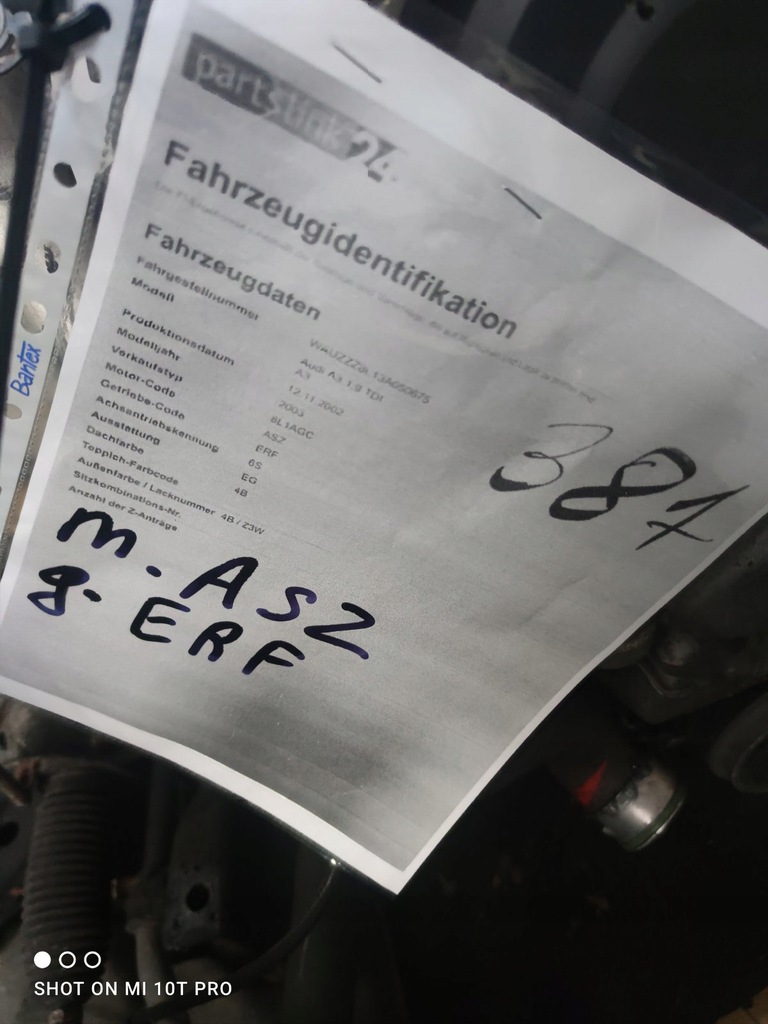 partslink 24
Fahrzeugidentifikation
Fahrzeugdaten
Fahrgestellnummer
Modell Audi A3 1.9 TDI
A3
Produktionsdatum 12.11.2002
Modelljahr 2003
Verkaufstyp 8L1AGC
Motor-Code ASZ
Getriebe-Code ERF
Achsantriebskennung
Ausstattung 6S
Dachfarbe EG
Teppich-Farbcode 4B
Außenfarbe / Lacknummer 4B / Z3W
Sitzkombinations-Nr.
Anzahl der Z-Anträge
387
m. ASZ
g. ERF
Bantex
SHOT ON MI 10T PRO